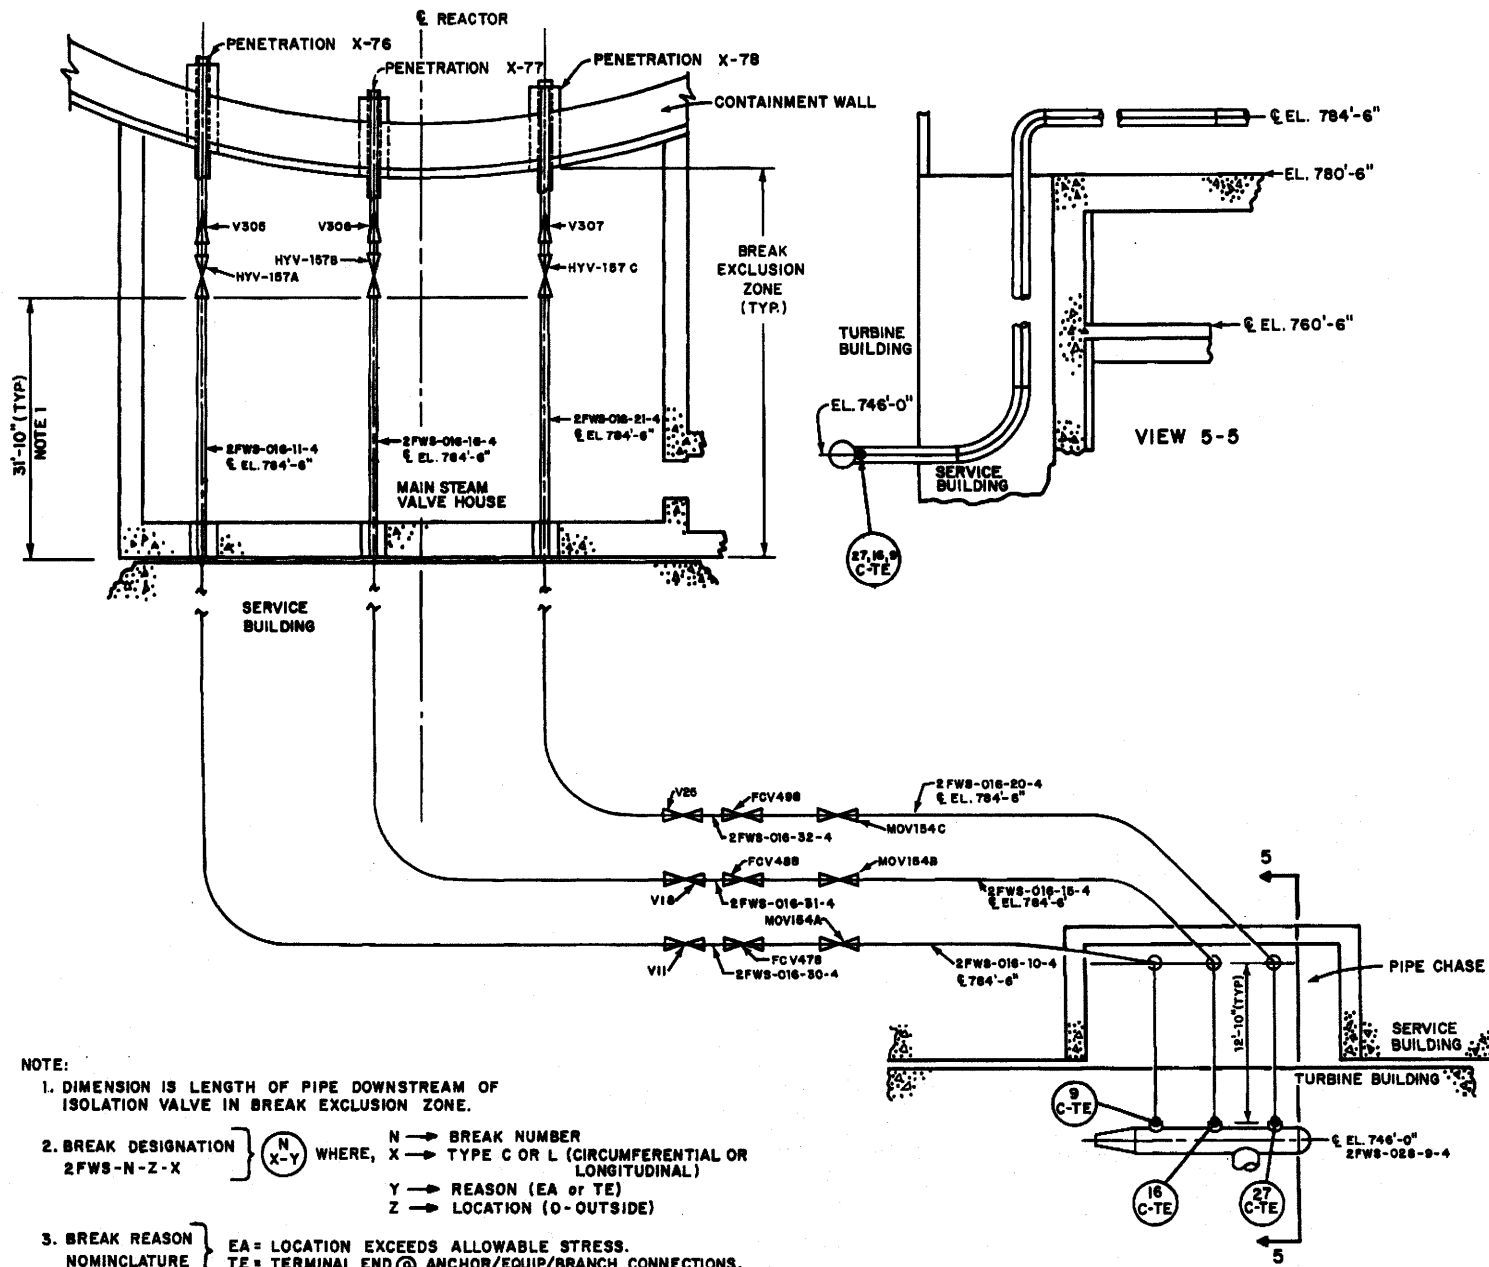 ℄ REACTOR
PENETRATION X-76
PENETRATION X-77
PENETRATION X-78
CONTAINMENT WALL
V305
V306
V307
HYV-157A
HYV-157B
HYV-157C
BREAK
EXCLUSION
ZONE
(TYP.)
31'-10" (TYP)
NOTE 1
2FWS-016-11-4
℄ EL. 784'-6"
2FWS-016-16-4
℄ EL. 784'-6"
2FWS-016-21-4
℄ EL 784'-6"
MAIN STEAM
VALVE HOUSE
SERVICE
BUILDING
℄ EL. 784'-6"
EL. 780'-6"
℄ EL. 760'-6"
TURBINE
BUILDING
EL. 746'-0"
SERVICE
BUILDING
VIEW 5-5
27,16,9
C-TE
V25
FCV498
2FWS-016-32-4
MOV154C
2FWS-016-20-4
℄ EL. 784'-6"
V18
FCV488
2FWS-016-31-4
MOV154B
2FWS-016-15-4
℄ EL. 784'-6"
V11
FCV478
2FWS-016-30-4
MOV154A
2FWS-016-10-4
℄ 784'-6"
5
PIPE CHASE
12'-10" (TYP)
SERVICE
BUILDING
TURBINE BUILDING
9
C-TE
℄ EL. 746'-0"
2FWS-028-9-4
16
C-TE
27
C-TE
5
NOTE:
1. DIMENSION IS LENGTH OF PIPE DOWNSTREAM OF
ISOLATION VALVE IN BREAK EXCLUSION ZONE.
2. BREAK DESIGNATION
2FWS-N-Z-X
N
X-Y
WHERE,
N → BREAK NUMBER
X → TYPE C OR L (CIRCUMFERENTIAL OR
LONGITUDINAL)
Y → REASON (EA or TE)
Z → LOCATION (O-OUTSIDE)
3. BREAK REASON
NOMINCLATURE
EA = LOCATION EXCEEDS ALLOWABLE STRESS.
TE = TERMINAL END @ ANCHOR/EQUIP/BRANCH CONNECTIONS.